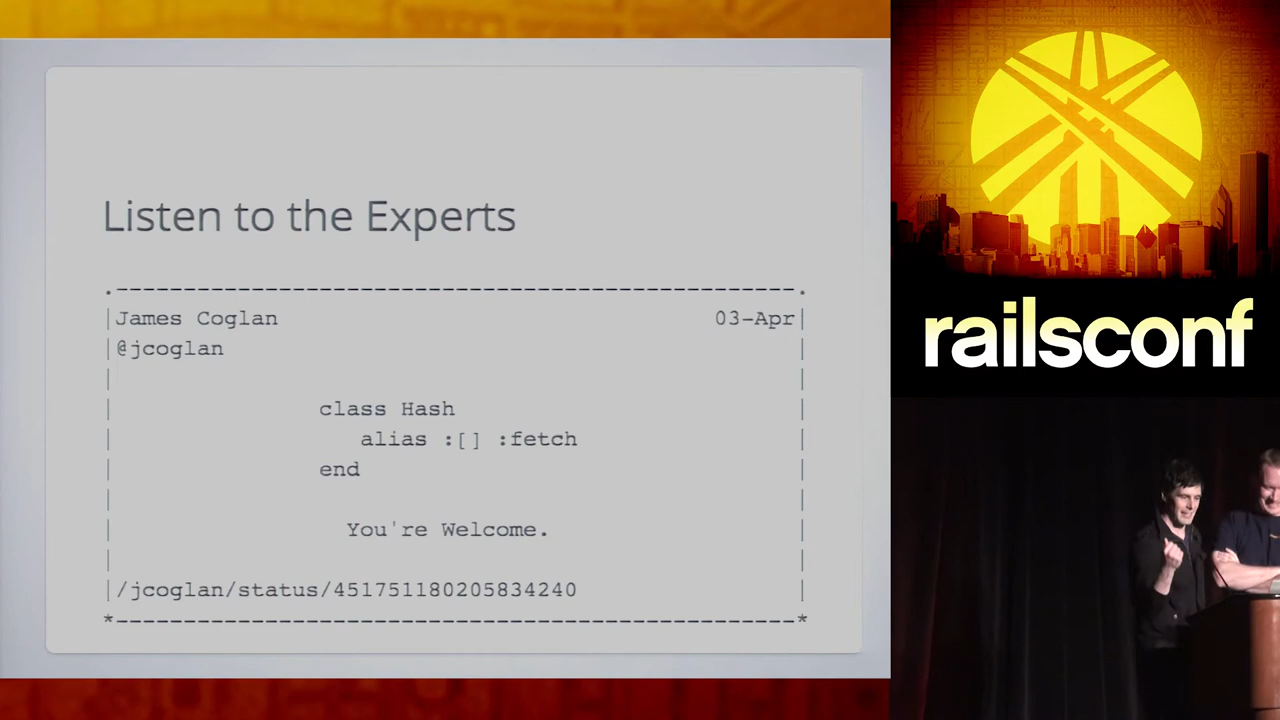 Listen to the Experts
.--------------------------------------------------.
|James Coglan 03-Apr|
|@jcoglan |
| |
| class Hash |
| alias :[] :fetch |
| end |
| |
| You're Welcome. |
| |
|/jcoglan/status/451751180205834240 |
*--------------------------------------------------*
railsconf